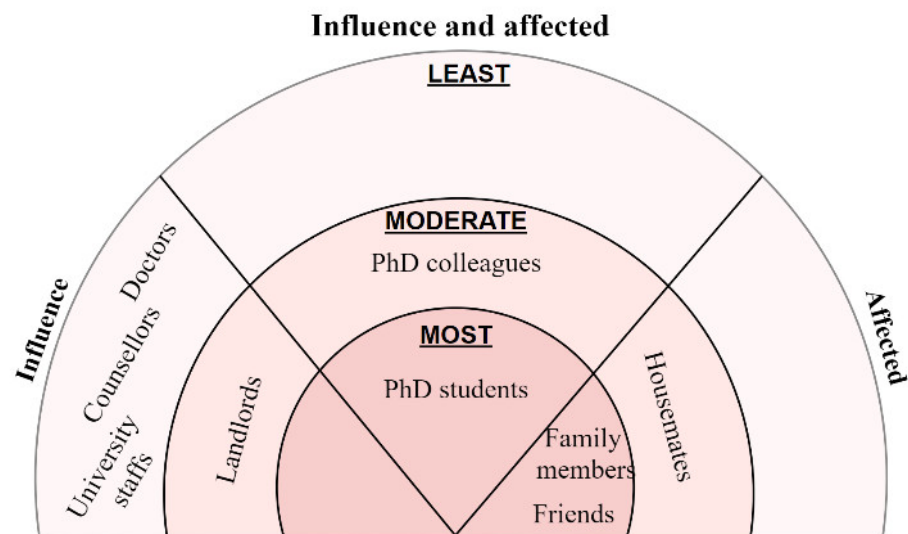 Influence and affected
LEAST
MODERATE
PhD colleagues
MOST
PhD students
Influence
Doctors
Counsellors
University
staffs
Landlords
Family
members
Friends
Housemates
Affected